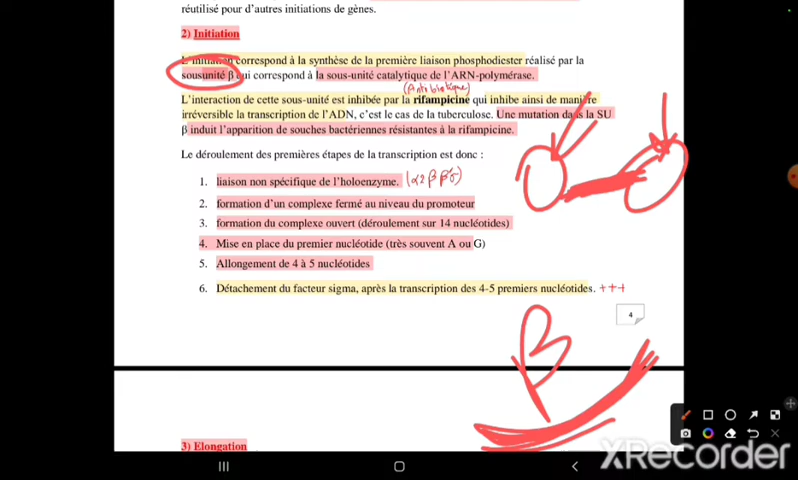 réutilisé pour d'autres initiations de gènes.
2) Initiation
L'initiation correspond à la synthèse de la première liaison phosphodiester réalisé par la
sousunité β qui correspond à la sous-unité catalytique de l'ARN-polymérase.
(Antibiotique)
L'interaction de cette sous-unité est inhibée par la rifampicine qui inhibe ainsi de manière
irréversible la transcription de l'ADN, c'est le cas de la tuberculose. Une mutation dans la SU
β induit l'apparition de souches bactériennes résistantes à la rifampicine.
Le déroulement des premières étapes de la transcription est donc :
1. liaison non spécifique de l'holoenzyme. (α2 β β'σ)
2. formation d'un complexe fermé au niveau du promoteur
3. formation du complexe ouvert (déroulement sur 14 nucléotides)
4. Mise en place du premier nucléotide (très souvent A ou G)
5. Allongement de 4 à 5 nucléotides
6. Détachement du facteur sigma, après la transcription des 4-5 premiers nucléotides. +++
4
β
3) Elongation
XRecorder